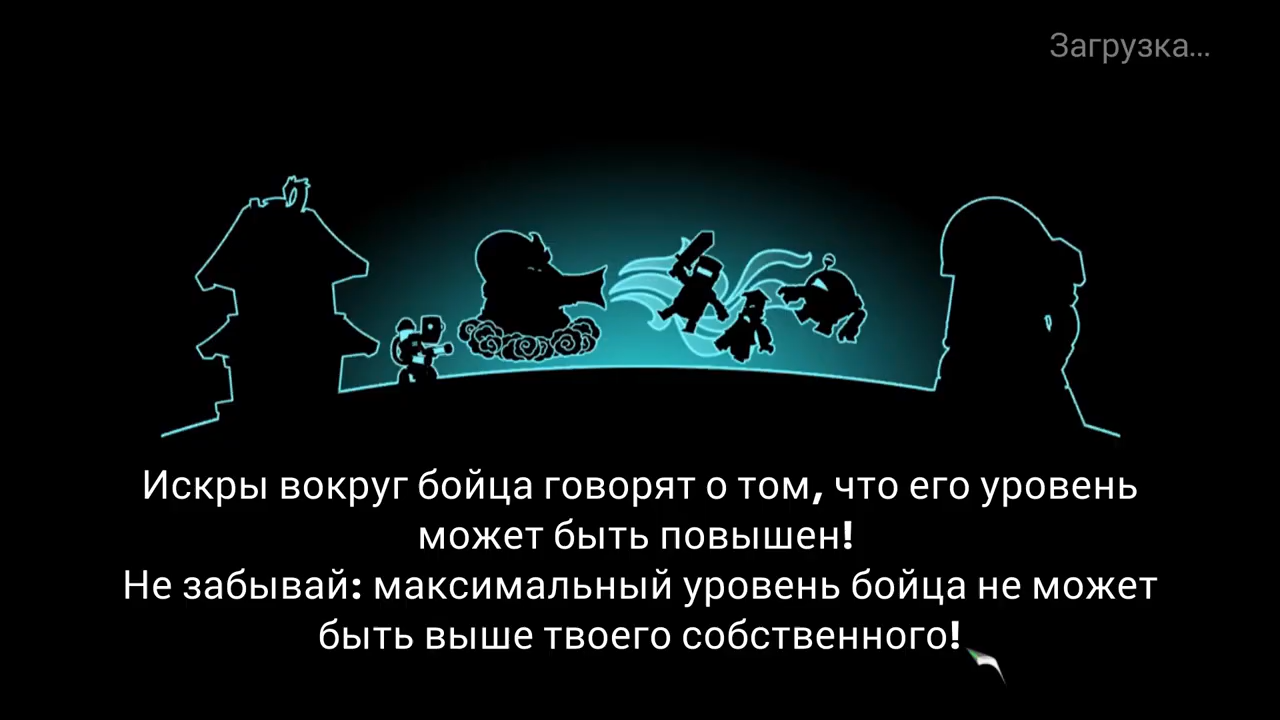 Загрузка...
Искры вокруг бойца говорят о том, что его уровень
может быть повышен!
Не забывай: максимальный уровень бойца не может
быть выше твоего собственного!